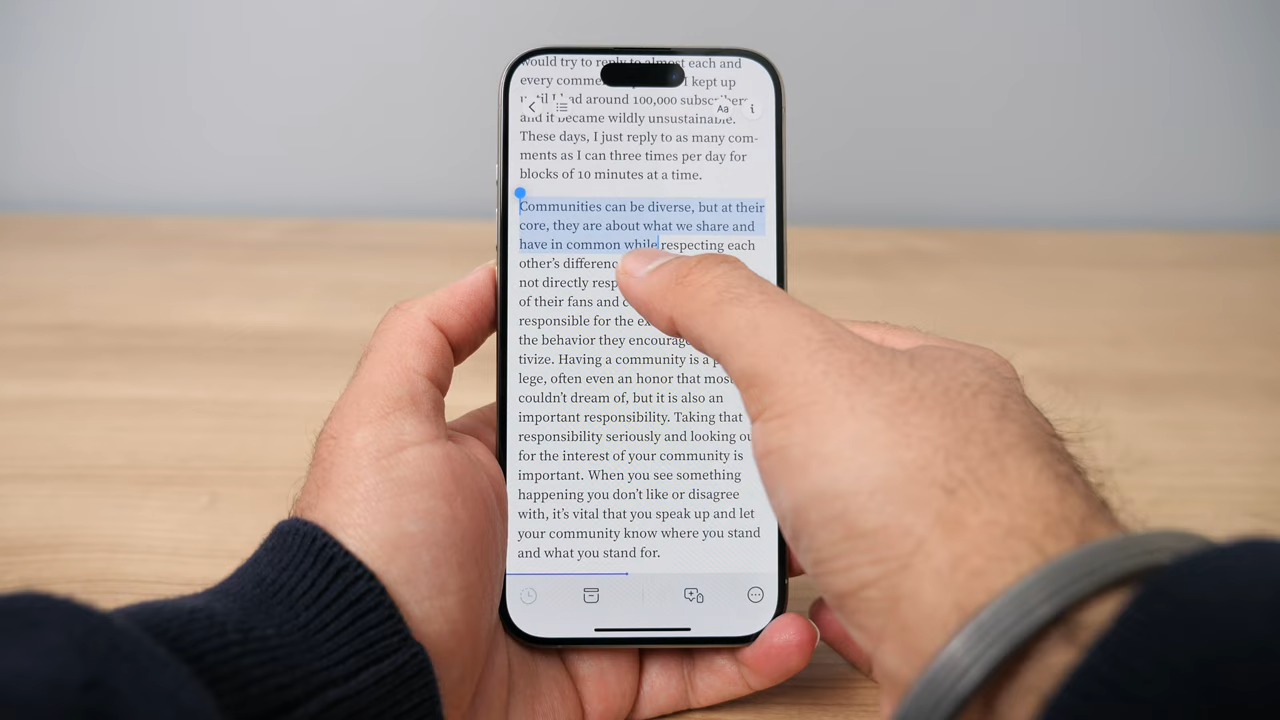 would try to reply to almost each and
every comme I kept up
until I had around 100,000 subscribers
Aa i
and it became wildly unsustainable.
These days, I just reply to as many com-
ments as I can three times per day for
blocks of 10 minutes at a time.
Communities can be diverse, but at their
core, they are about what we share and
have in common while respecting each
other's differenc
not directly resp
of their fans and c
responsible for the ex
the behavior they encourage
tivize. Having a community is a p
lege, often even an honor that most
couldn't dream of, but it is also an
important responsibility. Taking that
responsibility seriously and looking ou
for the interest of your community is
important. When you see something
happening you don't like or disagree
with, it's vital that you speak up and let
your community know where you stand
and what you stand for.